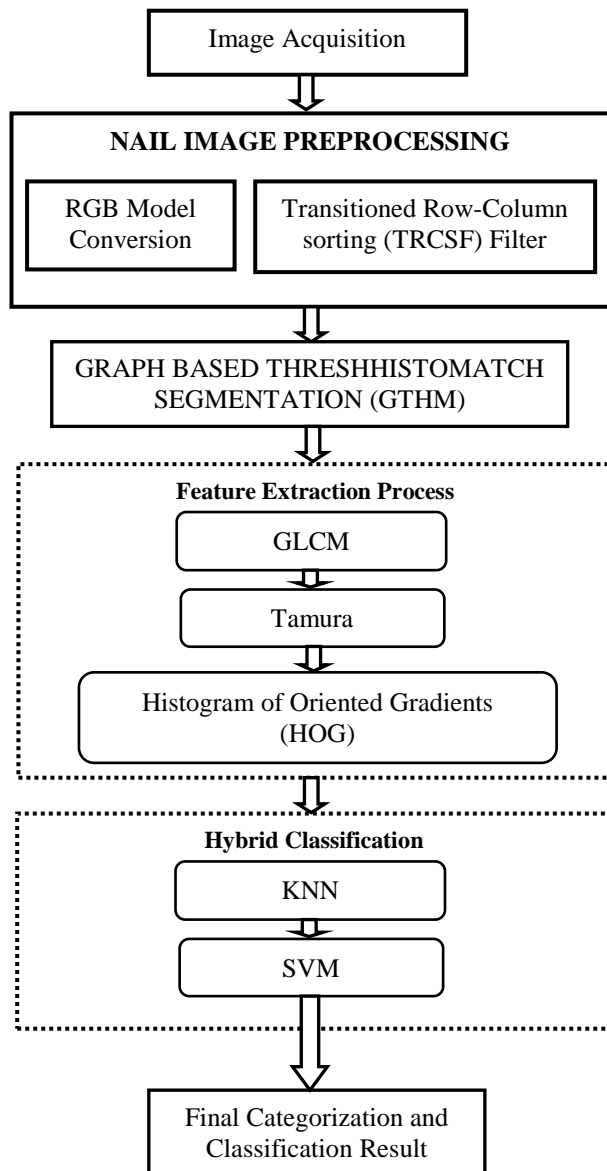 Image Acquisition
NAIL IMAGE PREPROCESSING
RGB Model
Conversion
Transitioned Row-Column
sorting (TRCSF) Filter
GRAPH BASED THRESHHISTOMATCH
SEGMENTATION (GTHM)
Feature Extraction Process
GLCM
Tamura
Histogram of Oriented Gradients
(HOG)
Hybrid Classification
KNN
SVM
Final Categorization and
Classification Result